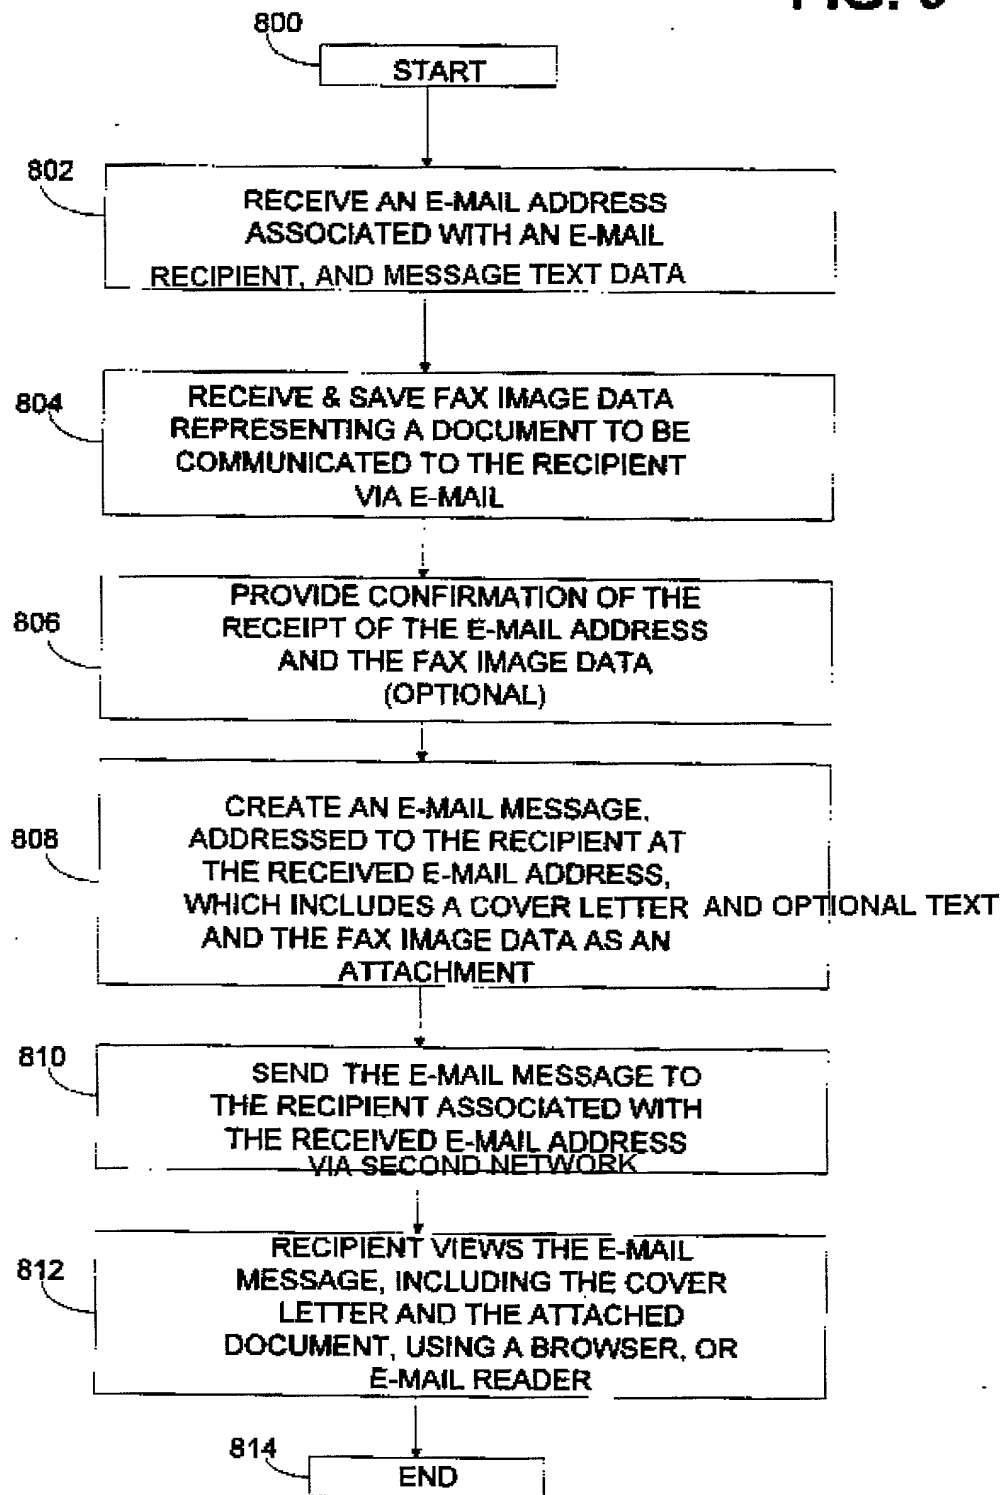 800
START
802
RECEIVE AN E-MAIL ADDRESS
ASSOCIATED WITH AN E-MAIL
RECIPIENT, AND MESSAGE TEXT DATA
804
RECEIVE & SAVE FAX IMAGE DATA
REPRESENTING A DOCUMENT TO BE
COMMUNICATED TO THE RECIPIENT
VIA E-MAIL
806
PROVIDE CONFIRMATION OF THE
RECEIPT OF THE E-MAIL ADDRESS
AND THE FAX IMAGE DATA
(OPTIONAL)
808
CREATE AN E-MAIL MESSAGE,
ADDRESSED TO THE RECIPIENT AT
THE RECEIVED E-MAIL ADDRESS,
WHICH INCLUDES A COVER LETTER AND OPTIONAL TEXT
AND THE FAX IMAGE DATA AS AN
ATTACHMENT
810
SEND THE E-MAIL MESSAGE TO
THE RECIPIENT ASSOCIATED WITH
THE RECEIVED E-MAIL ADDRESS
VIA SECOND NETWORK
812
RECIPIENT VIEWS THE E-MAIL
MESSAGE, INCLUDING THE COVER
LETTER AND THE ATTACHED
DOCUMENT, USING A BROWSER, OR
E-MAIL READER
814
END